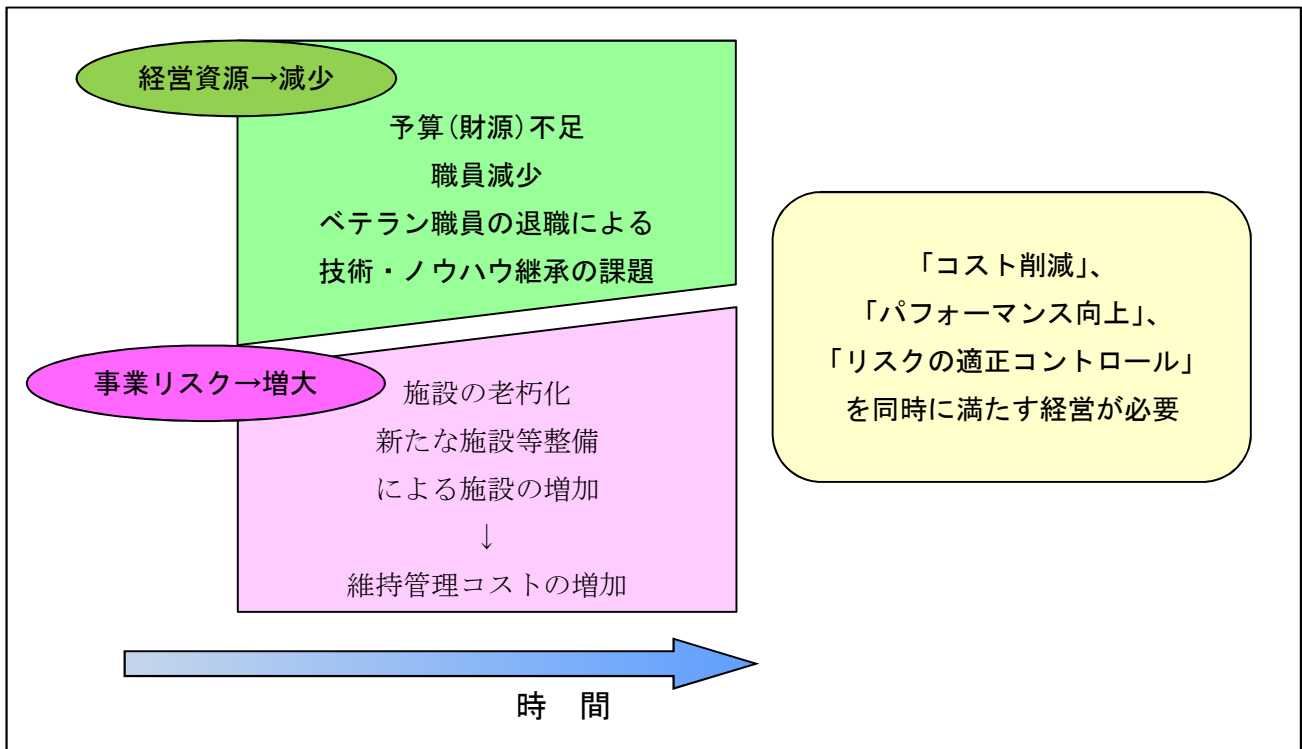 経営資源→減少
予算(財源)不足
職員減少
ベテラン職員の退職による
技術・ノウハウ継承の課題
事業リスク→増大
施設の老朽化
新たな施設等整備
による施設の増加
↓
維持管理コストの増加
「コスト削減」、
「パフォーマンス向上」、
「リスクの適正コントロール」
を同時に満たす経営が必要
時 間